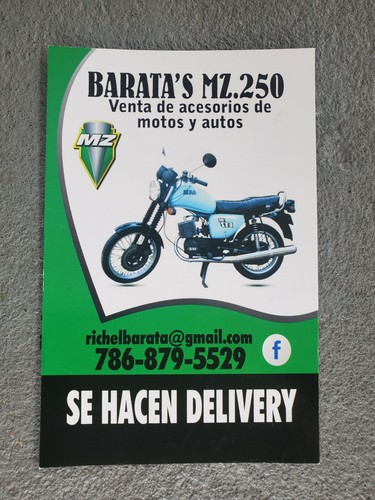 BARATA'S MZ.250
Venta de acesorios de
motos y autos
MZ
richelbarata@gmail.com
786-879-5529
f
SE HACEN DELIVERY